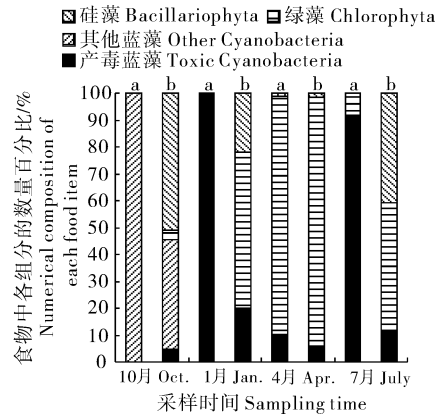 硅藻 Bacillariophyta 绿藻 Chlorophyta
其他蓝藻 Other Cyanobacteria
产毒蓝藻 Toxic Cyanobacteria
食物中各组分的数量百分比/%
Numerical composition of
each food item
100
90
80
70
60
50
40
30
20
10
0
a b a b a b a b
10月 Oct. 1月 Jan. 4月 Apr. 7月 July
采样时间 Sampling time